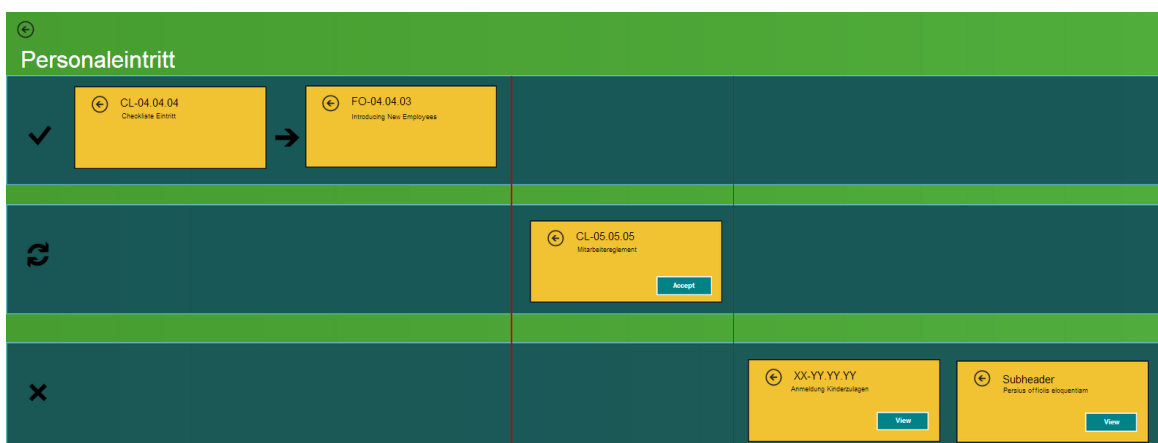 Personaleintritt
CL-04.04.04
Checkliste Eintritt
FO-04.04.03
Introducing New Employees
CL-05.05.05
Mitarbeitereglement
Accept
XX-YY.YY.YY
Anmeldung Kinderzulagen
View
Subheader
Persius officiis eloquentiam
View